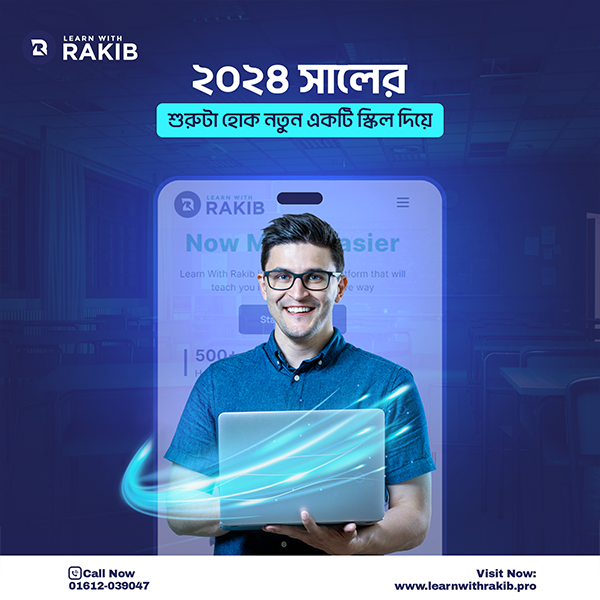 LEARN WITH
RAKIB
২০২৪ সালের
শুরুটা হোক নতুন একটি স্কিল দিয়ে
LEARN WITH
RAKIB
Now asier
Learn With Rakib tform that will
teach you e way
500+
Call Now
01612-039047
Visit Now:
www.learnwithrakib.pro